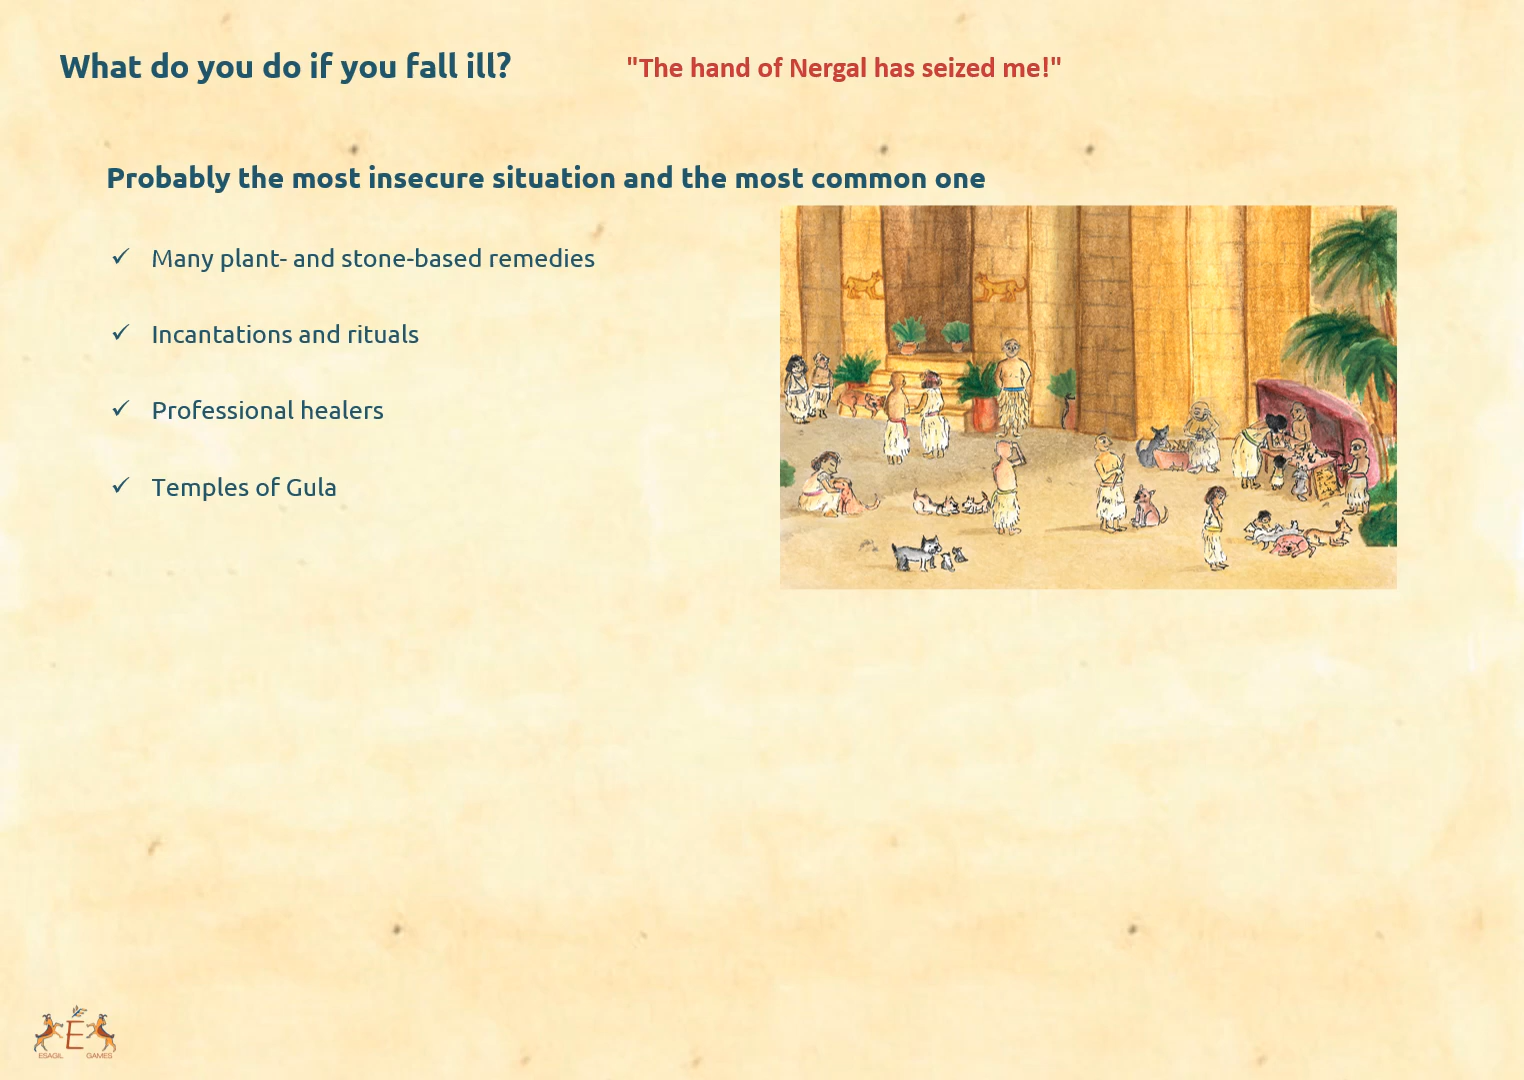 What do you do if you fall ill?
"The hand of Nergal has seized me!"
Probably the most insecure situation and the most common one
✓ Many plant- and stone-based remedies
✓ Incantations and rituals
✓ Professional healers
✓ Temples of Gula
E
ESAGIL GAMES